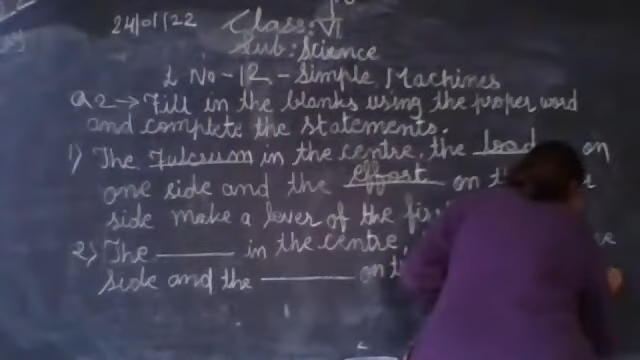 24/01/22 Class: VI
Sub: Science
L No-12-Simple Machines
Q2→ Fill in the blanks using the proper word
and complete the statements.
1) The Fulcrum in the centre, the load on
one side and the effort on
side make a lever of the
2) The ______ in the centre,
side and the ______ on